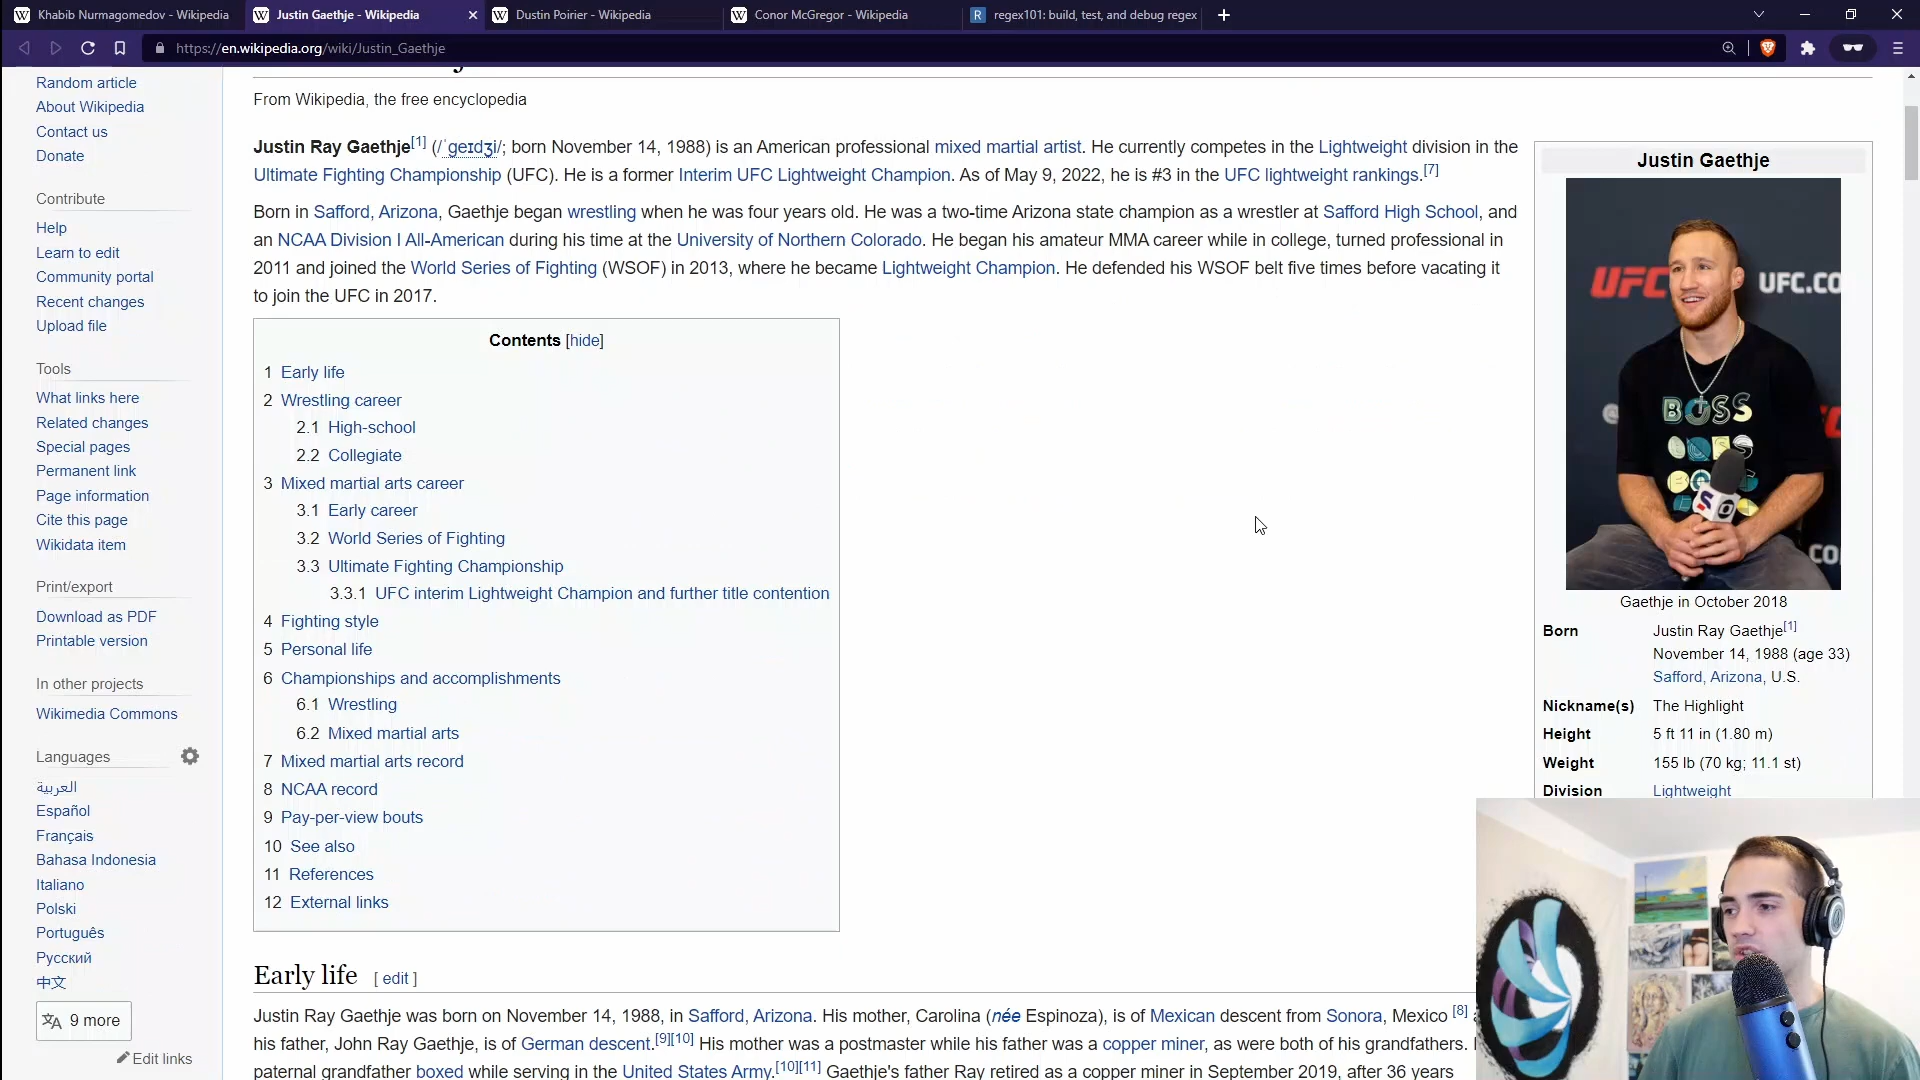 Khabib Nurmagomedov - Wikipedia
Justin Gaethje - Wikipedia
Dustin Poirier - Wikipedia
Conor McGregor - Wikipedia
regex101: build, test, and debug regex
https://en.wikipedia.org/wiki/Justin_Gaethje
Random article
About Wikipedia
Contact us
Donate
Contribute
Help
Learn to edit
Community portal
Recent changes
Upload file
Tools
What links here
Related changes
Special pages
Permanent link
Page information
Cite this page
Wikidata item
Print/export
Download as PDF
Printable version
In other projects
Wikimedia Commons
Languages
العربية
Español
Français
Bahasa Indonesia
Italiano
Polski
Português
Русский
中文
9 more
Edit links
From Wikipedia, the free encyclopedia
Justin Ray Gaethje[1] (/ˈɡeɪdʒi/; born November 14, 1988) is an American professional mixed martial artist. He currently competes in the Lightweight division in the
Ultimate Fighting Championship (UFC). He is a former Interim UFC Lightweight Champion. As of May 9, 2022, he is #3 in the UFC lightweight rankings.[7]
Born in Safford, Arizona, Gaethje began wrestling when he was four years old. He was a two-time Arizona state champion as a wrestler at Safford High School, and
an NCAA Division I All-American during his time at the University of Northern Colorado. He began his amateur MMA career while in college, turned professional in
2011 and joined the World Series of Fighting (WSOF) in 2013, where he became Lightweight Champion. He defended his WSOF belt five times before vacating it
to join the UFC in 2017.
Contents [hide]
1 Early life
2 Wrestling career
2.1 High-school
2.2 Collegiate
3 Mixed martial arts career
3.1 Early career
3.2 World Series of Fighting
3.3 Ultimate Fighting Championship
3.3.1 UFC interim Lightweight Champion and further title contention
4 Fighting style
5 Personal life
6 Championships and accomplishments
6.1 Wrestling
6.2 Mixed martial arts
7 Mixed martial arts record
8 NCAA record
9 Pay-per-view bouts
10 See also
11 References
12 External links
Early life [ edit ]
Justin Ray Gaethje was born on November 14, 1988, in Safford, Arizona. His mother, Carolina (née Espinoza), is of Mexican descent from Sonora, Mexico [8]
his father, John Ray Gaethje, is of German descent.[9][10] His mother was a postmaster while his father was a copper miner, as were both of his grandfathers.
paternal grandfather boxed while serving in the United States Army.[10][11] Gaethje's father Ray retired as a copper miner in September 2019, after 36 years
Justin Gaethje
UFC
UFC.CO
BOSS
Gaethje in October 2018
Born Justin Ray Gaethje[1]
November 14, 1988 (age 33)
Safford, Arizona, U.S.
Nickname(s) The Highlight
Height 5 ft 11 in (1.80 m)
Weight 155 lb (70 kg; 11.1 st)
Division Lightweight